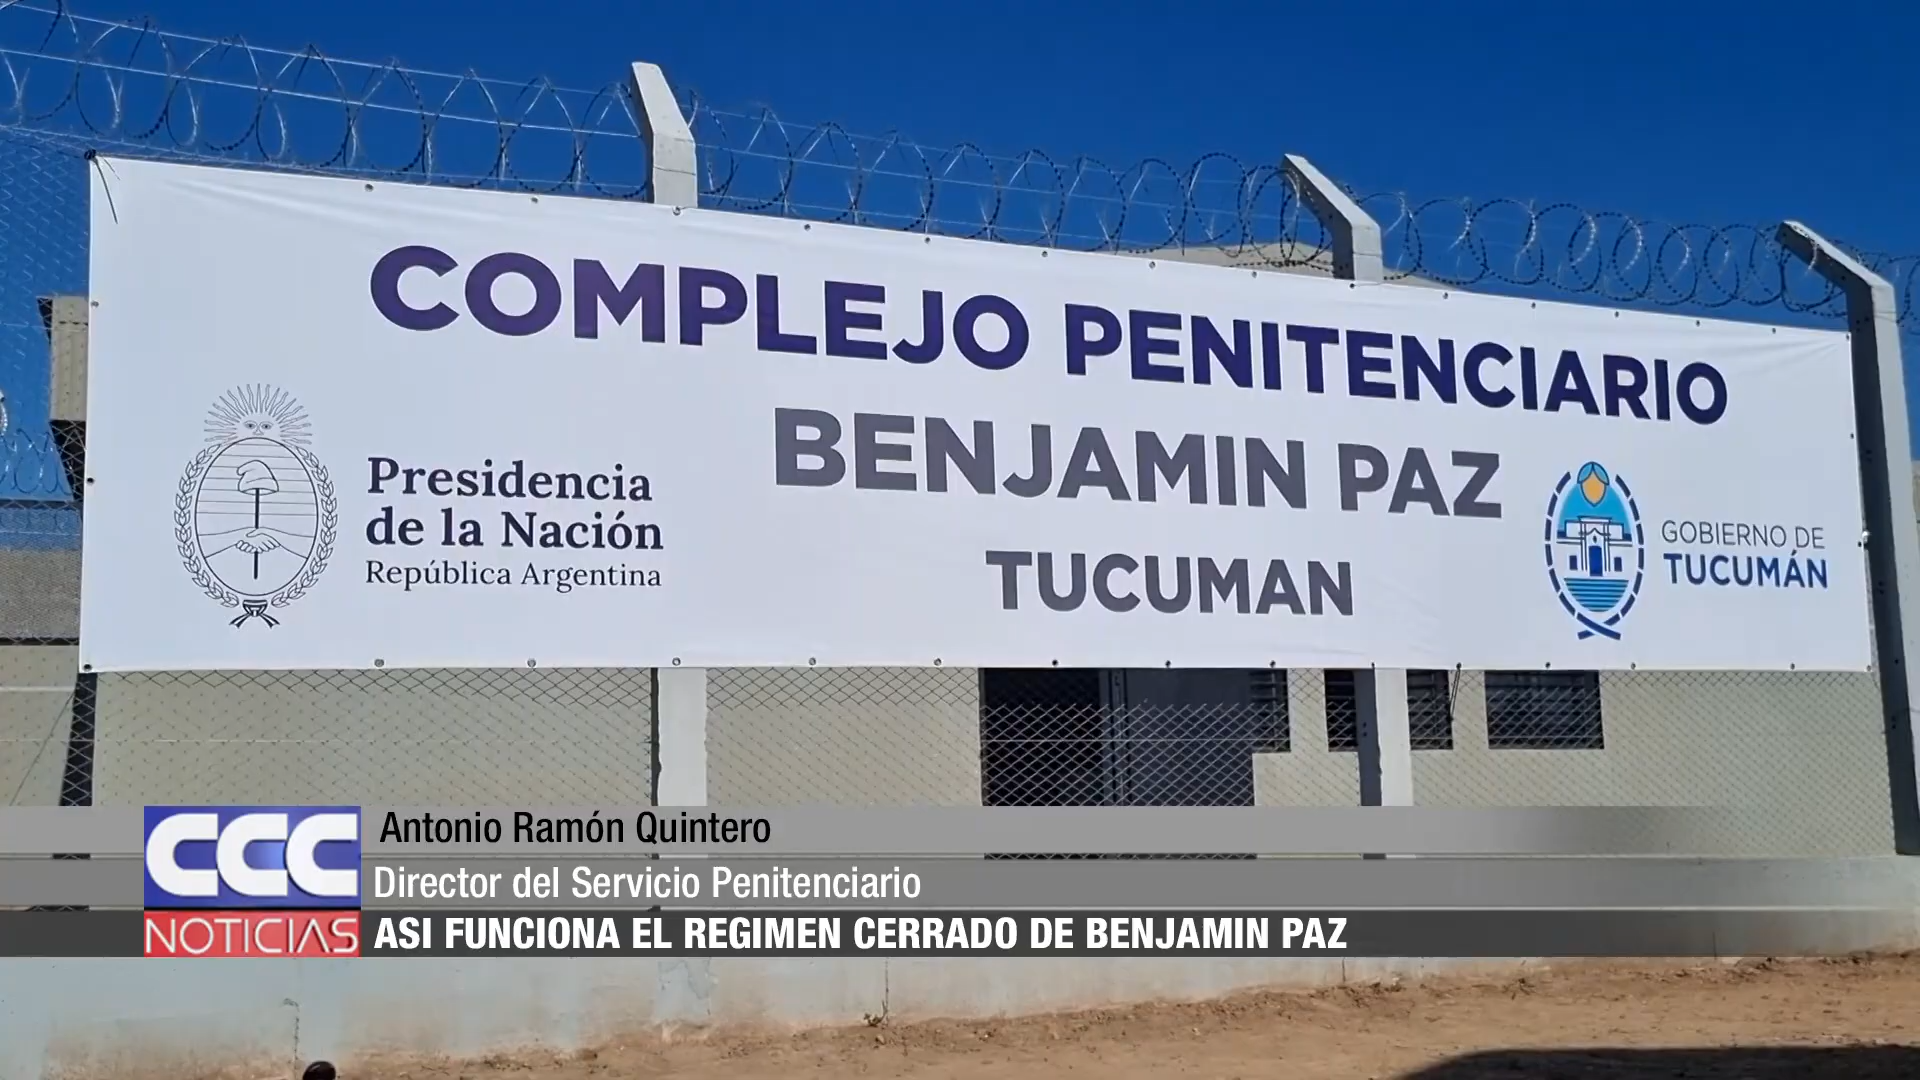 COMPLEJO PENITENCIARIO
BENJAMIN PAZ
TUCUMAN
Presidencia
de la Nación
República Argentina
GOBIERNO DE
TUCUMÁN
CCC
NOTICIAS
Antonio Ramón Quintero
Director del Servicio Penitenciario
ASI FUNCIONA EL REGIMEN CERRADO DE BENJAMIN PAZ